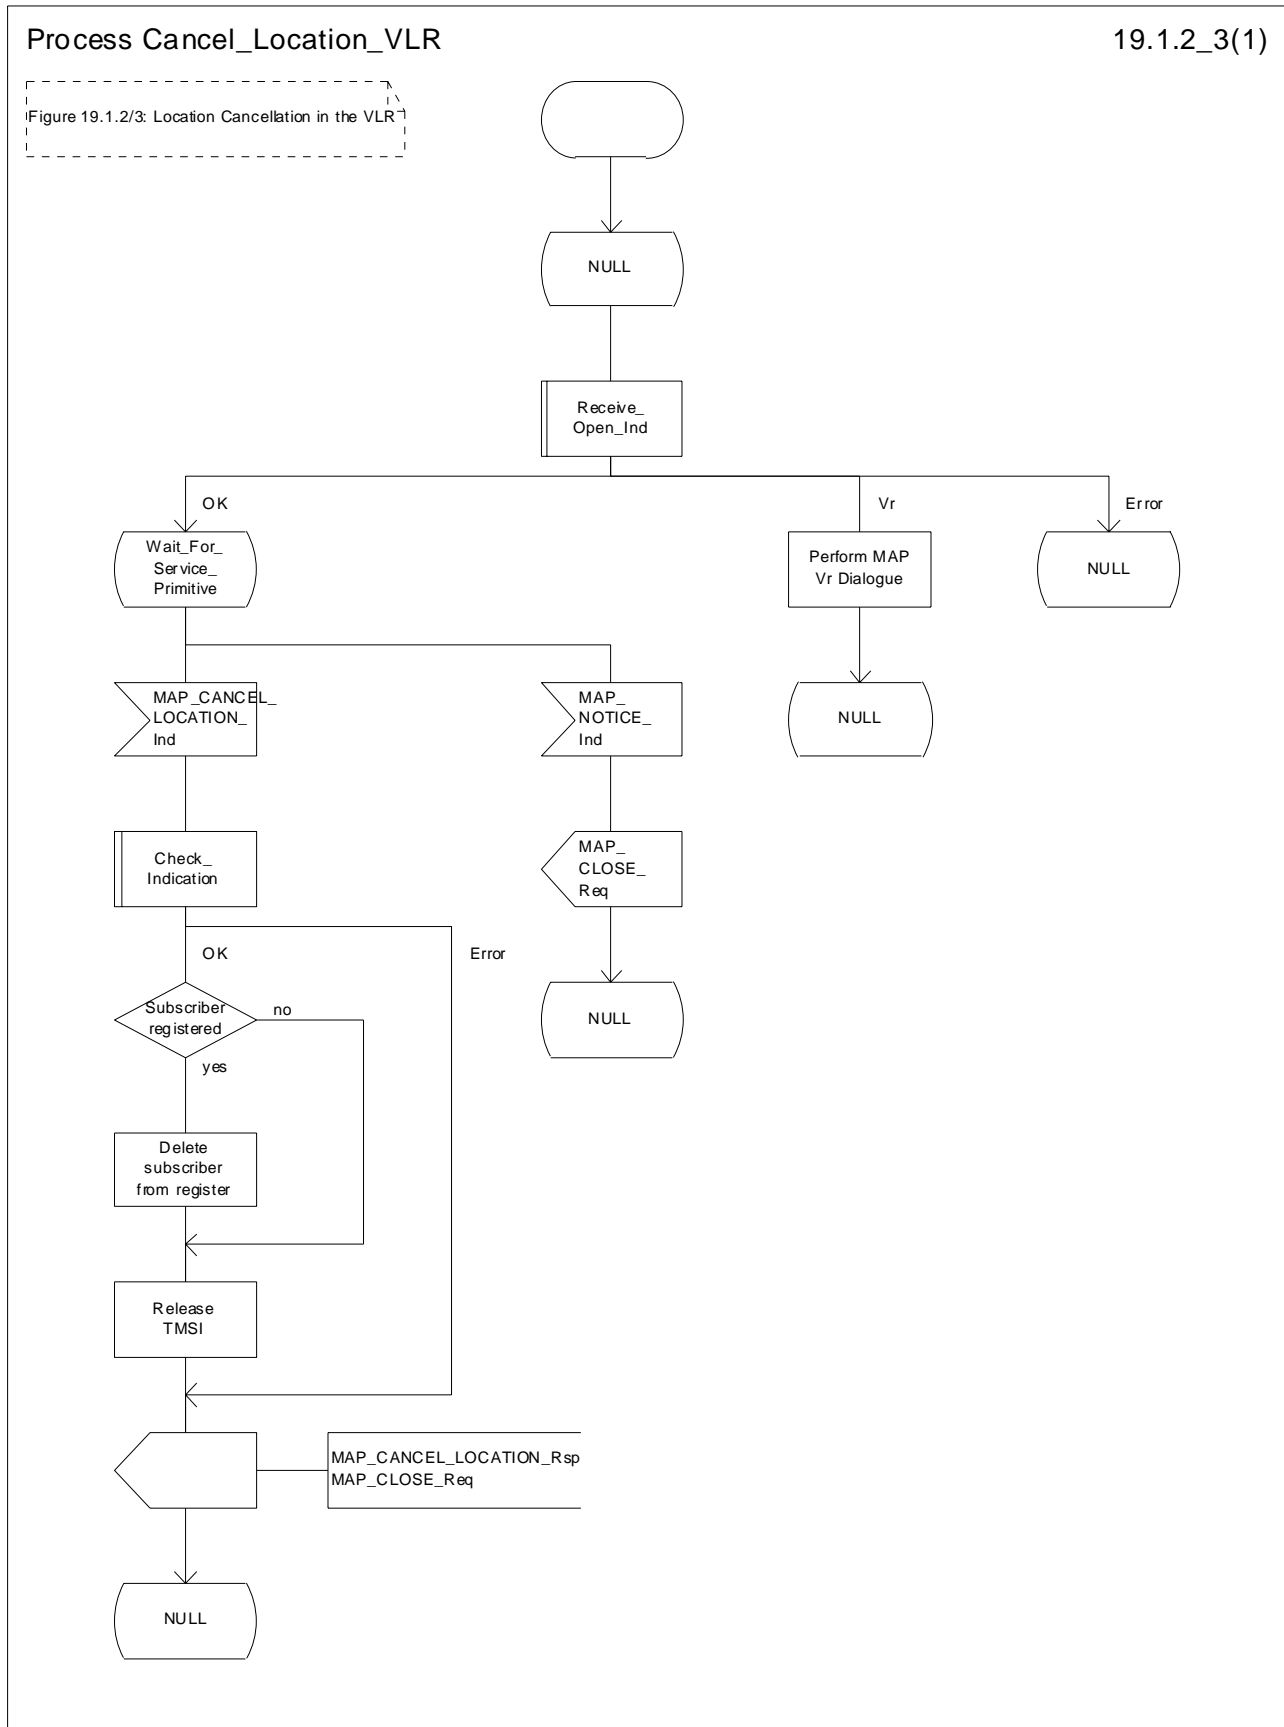 Process Cancel_Location_VLR
19.1.2_3(1)
Figure 19.1.2/3: Location Cancellation in the VLR
NULL
Receive_
Open_Ind
OK
Vr
Error
Wait_For_
Service_
Primitive
Perform MAP
Vr Dialogue
NULL
MAP_CANCEL_
LOCATION_
Ind
MAP_
NOTICE_
Ind
NULL
Check_
Indication
MAP_
CLOSE_
Req
OK
Error
Subscriber
registered
no
yes
NULL
Delete
subscriber
from register
Release
TMSI
MAP_CANCEL_LOCATION_Rsp
MAP_CLOSE_Req
NULL